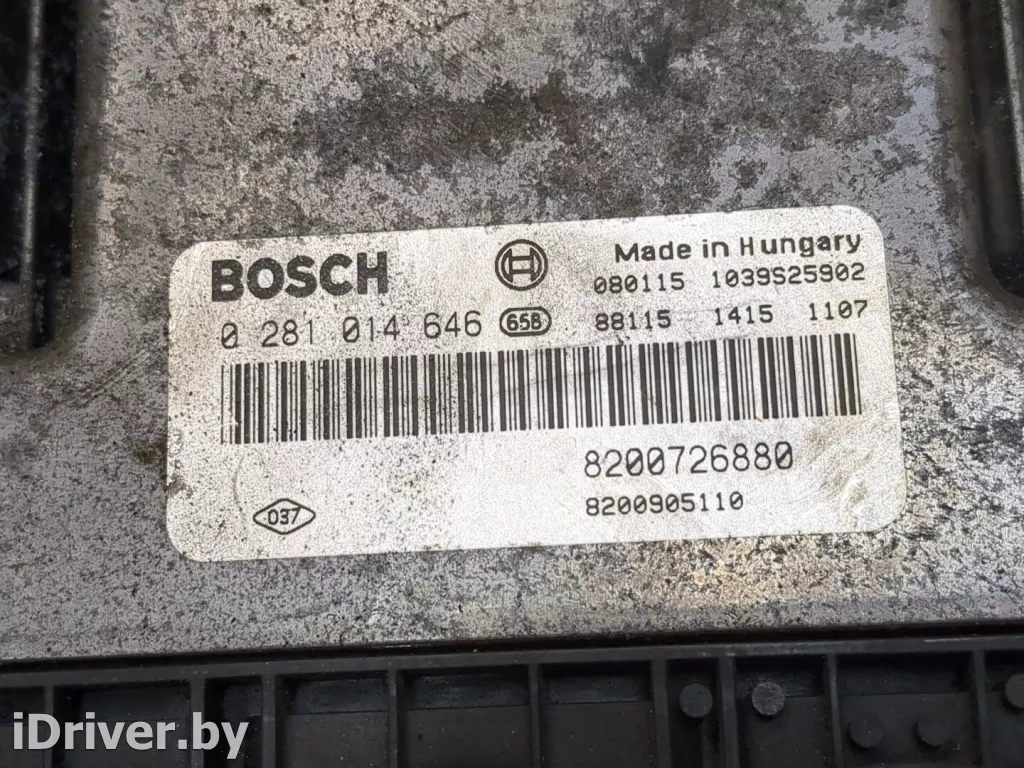 BOSCH
Made in Hungary
080115 1039S25902
0 281 014 646 658
88115 1415 1107
8200726880
8200905110
037
iDriver.by